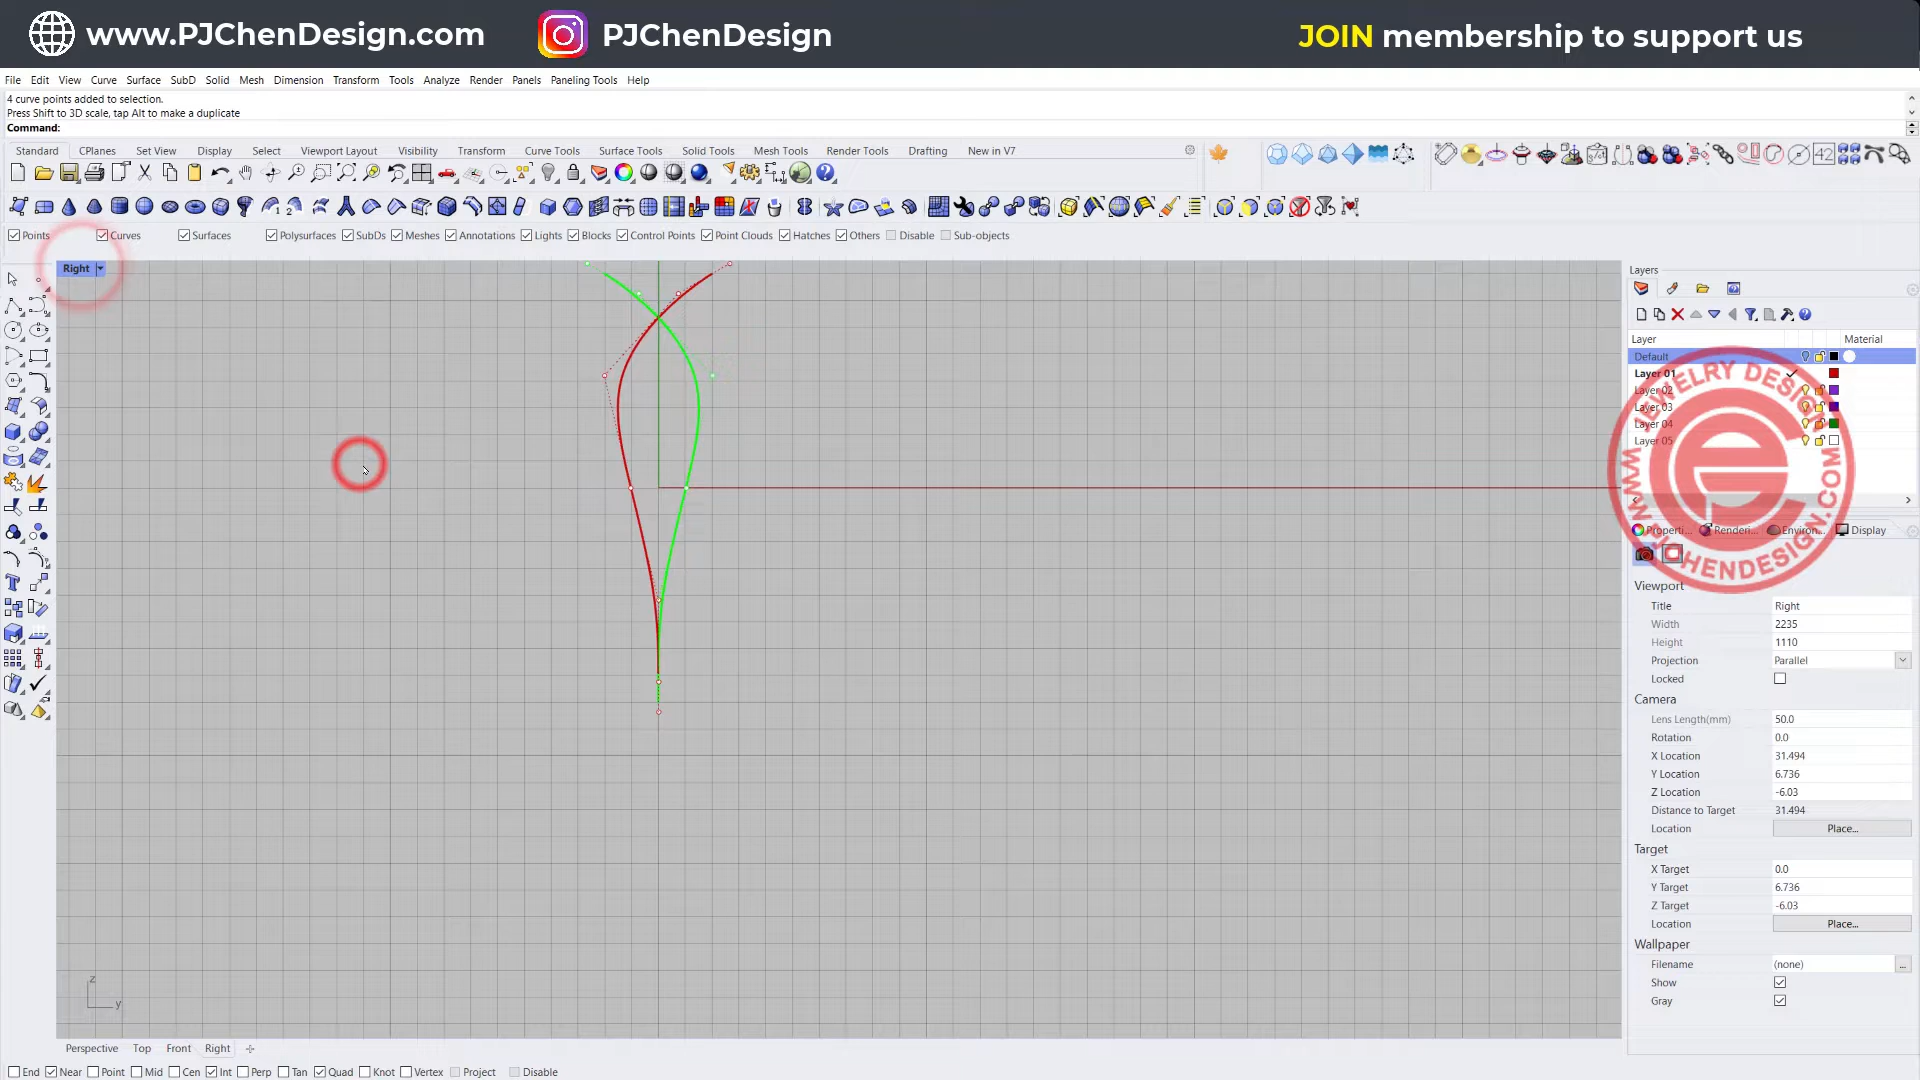 www.PJChenDesign.com
PJChenDesign
JOIN membership to support us
File Edit View Curve Surface SubD Solid Mesh Dimension Transform Tools Analyze Render Panels Paneling Tools Help
4 curve points added to selection.
Press Shift to 3D scale, tap Alt to make a duplicate
Command:
Standard CPlanes Set View Display Select Viewport Layout Visibility Transform Curve Tools Surface Tools Solid Tools Mesh Tools Render Tools Drafting New in V7
Points Curves Surfaces Polysurfaces SubDs Meshes Annotations Lights Blocks Control Points Point Clouds Hatches Others Disable Sub-objects
Right
Layers
Layer Material
Default
Layer 01
Layer 02
Layer 03
Layer 04
Layer 05
JEWELRY DESIGN
WWW.PJCHENDESIGN.COM
Properti... Renderi... Environ... Display
Viewport
Title Right
Width 2235
Height 1110
Projection Parallel
Locked
Camera
Lens Length(mm) 50.0
Rotation 0.0
X Location 31.494
Y Location 6.736
Z Location -6.03
Distance to Target 31.494
Location Place...
Target
X Target 0.0
Y Target 6.736
Z Target -6.03
Location Place...
Wallpaper
Filename (none) ...
Show
Gray
z
y
Perspective Top Front Right
End Near Point Mid Cen Int Perp Tan Quad Knot Vertex Project Disable